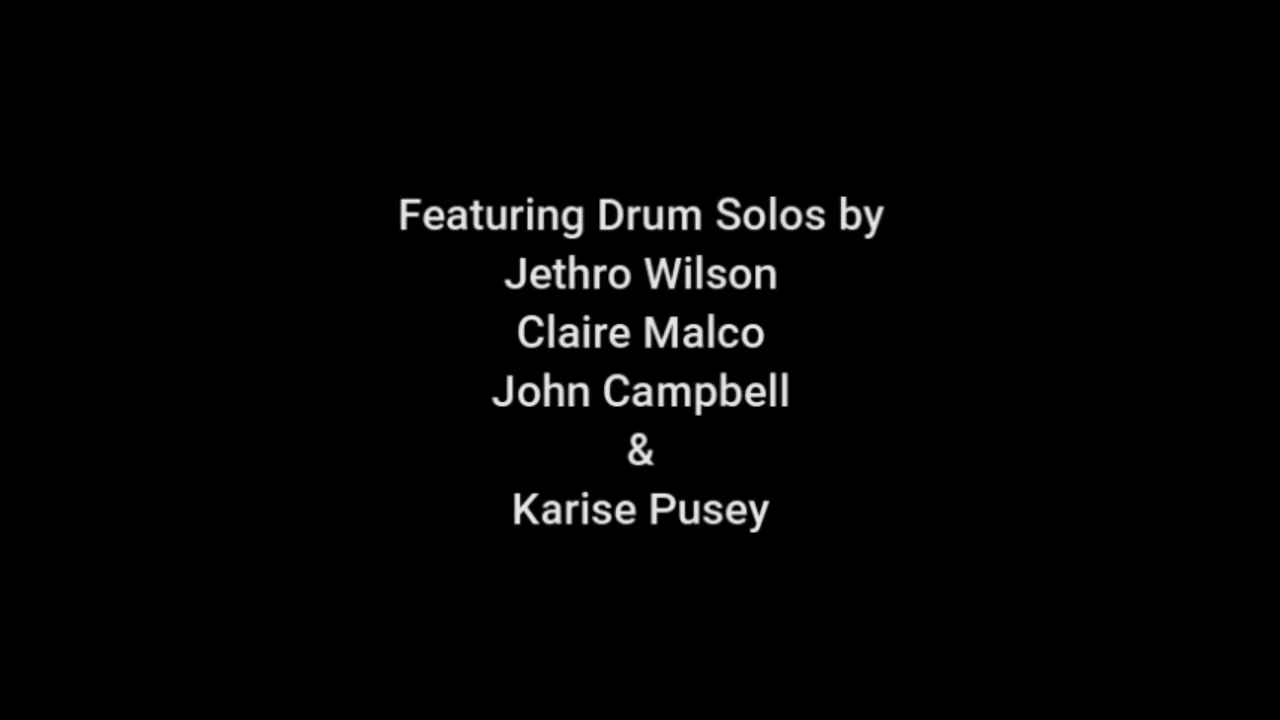 Featuring Drum Solos by
Jethro Wilson
Claire Malco
John Campbell
&
Karise Pusey